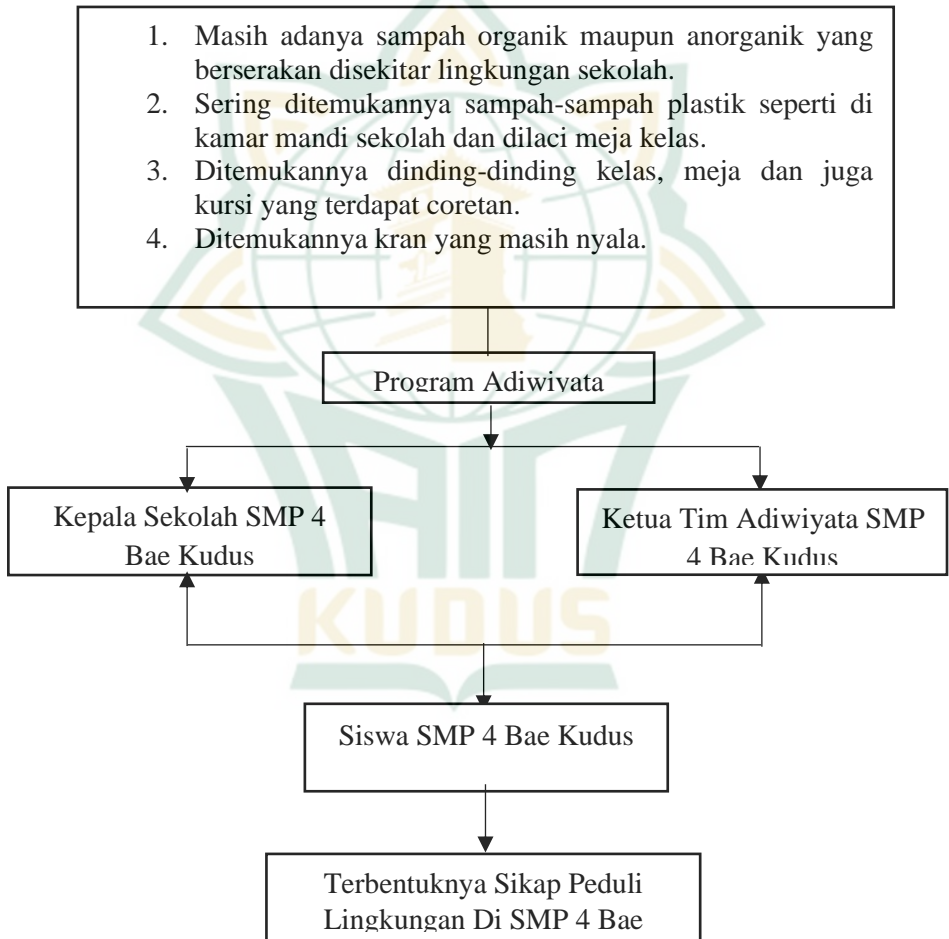 1. Masih adanya sampah organik maupun anorganik yang
berserakan disekitar lingkungan sekolah.
2. Sering ditemukannya sampah-sampah plastik seperti di
kamar mandi sekolah dan dilaci meja kelas.
3. Ditemukannya dinding-dinding kelas, meja dan juga
kursi yang terdapat coretan.
4. Ditemukannya kran yang masih nyala.
Program Adiwiyata
Kepala Sekolah SMP 4
Bae Kudus
Ketua Tim Adiwiyata SMP
4 Bae Kudus
IAIN
KUDUS
Siswa SMP 4 Bae Kudus
Terbentuknya Sikap Peduli
Lingkungan Di SMP 4 Bae